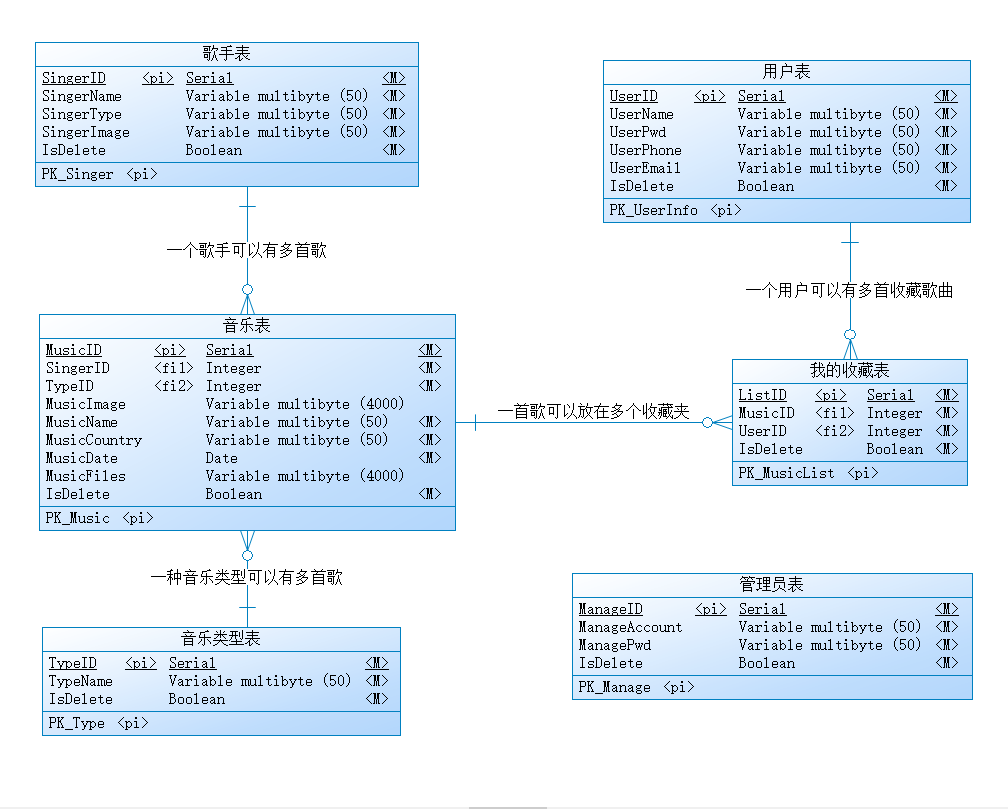 歌手表
SingerID <pi> Serial <M>
SingerName Variable multibyte (50) <M>
SingerType Variable multibyte (50) <M>
SingerImage Variable multibyte (50) <M>
IsDelete Boolean <M>
PK_Singer <pi>
用户表
UserID <pi> Serial <M>
UserName Variable multibyte (50) <M>
UserPwd Variable multibyte (50) <M>
UserPhone Variable multibyte (50) <M>
UserEmail Variable multibyte (50) <M>
IsDelete Boolean <M>
PK_UserInfo <pi>
一个歌手可以有多首歌
一个用户可以有多首收藏歌曲
音乐表
MusicID <pi> Serial <M>
SingerID <fi1> Integer <M>
TypeID <fi2> Integer <M>
MusicImage Variable multibyte (4000)
MusicName Variable multibyte (50) <M>
MusicCountry Variable multibyte (50) <M>
MusicDate Date <M>
MusicFiles Variable multibyte (4000)
IsDelete Boolean <M>
PK_Music <pi>
一首歌可以放在多个收藏夹
我的收藏表
ListID <pi> Serial <M>
MusicID <fi1> Integer <M>
UserID <fi2> Integer <M>
IsDelete Boolean <M>
PK_MusicList <pi>
一种音乐类型可以有多首歌
音乐类型表
TypeID <pi> Serial <M>
TypeName Variable multibyte (50) <M>
IsDelete Boolean <M>
PK_Type <pi>
管理员表
ManageID <pi> Serial <M>
ManageAccount Variable multibyte (50) <M>
ManagePwd Variable multibyte (50) <M>
IsDelete Boolean <M>
PK_Manage <pi>